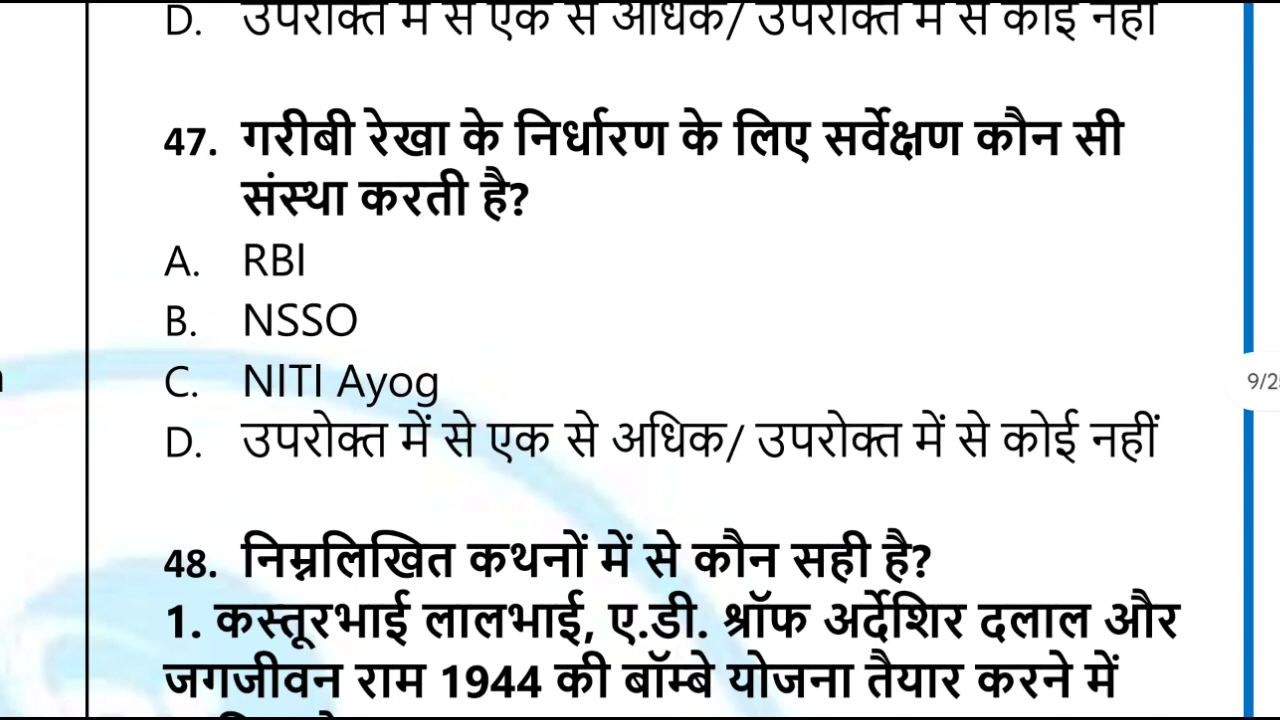 D. उपरोक्त में से एक से अधिक/ उपरोक्त में से कोई नहीं
47. गरीबी रेखा के निर्धारण के लिए सर्वेक्षण कौन सी
संस्था करती है?
A. RBI
B. NSSO
C. NITI Ayog
D. उपरोक्त में से एक से अधिक/ उपरोक्त में से कोई नहीं
9/2
48. निम्नलिखित कथनों में से कौन सही है?
1. कस्तूरभाई लालभाई, ए.डी. श्रॉफ अर्देशिर दलाल और
जगजीवन राम 1944 की बॉम्बे योजना तैयार करने में